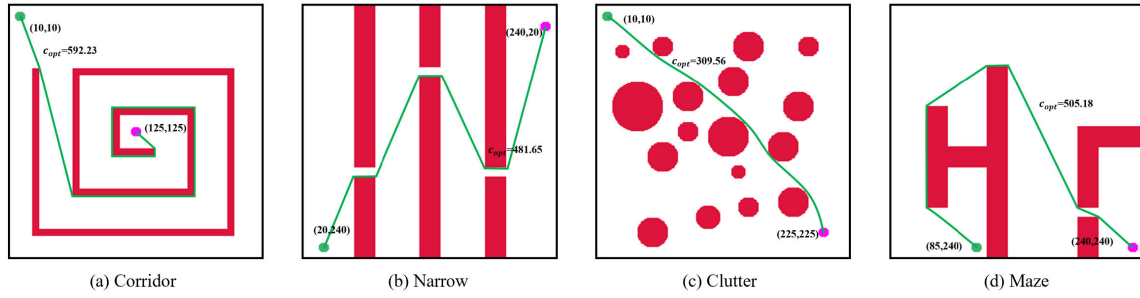 (10,10)
c_opt=592.23
(125,125)
(a) Corridor
(240,20)
c_opt=481.65
(20,240)
(b) Narrow
(10,10)
c_opt=309.56
(225,225)
(c) Clutter
c_opt=505.18
(85,240)
(240,240)
(d) Maze